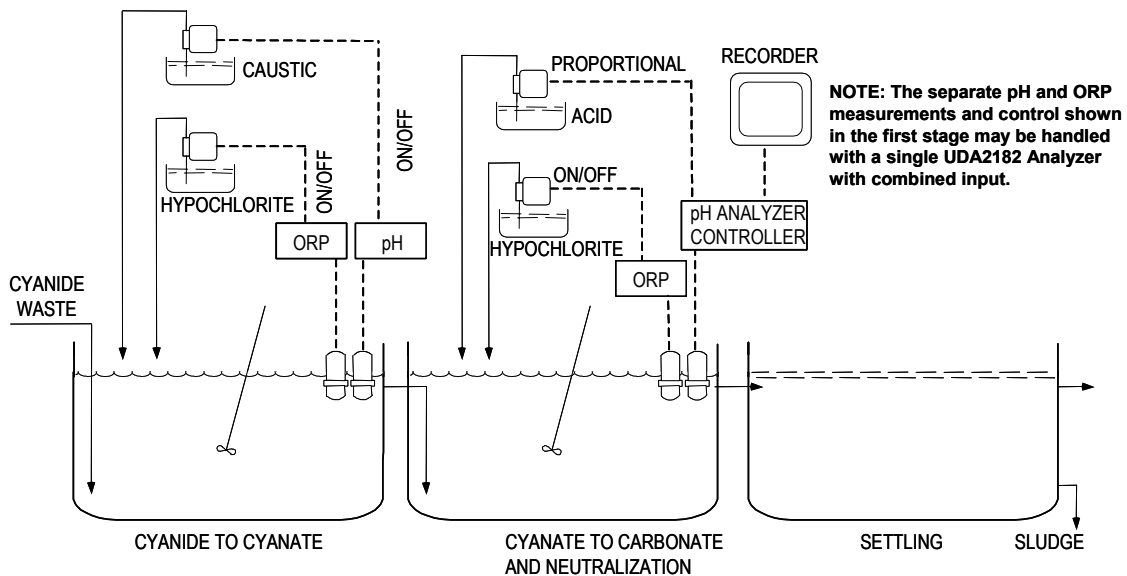 CAUSTIC
HYPOCHLORITE
ON/OFF
ON/OFF
ORP
pH
CYANIDE
WASTE
PROPORTIONAL
ACID
ON/OFF
HYPOCHLORITE
ORP
RECORDER
pH ANALYZER
CONTROLLER
NOTE: The separate pH and ORP
measurements and control shown
in the first stage may be handled
with a single UDA2182 Analyzer
with combined input.
CYANIDE TO CYANATE
CYANATE TO CARBONATE
AND NEUTRALIZATION
SETTLING
SLUDGE